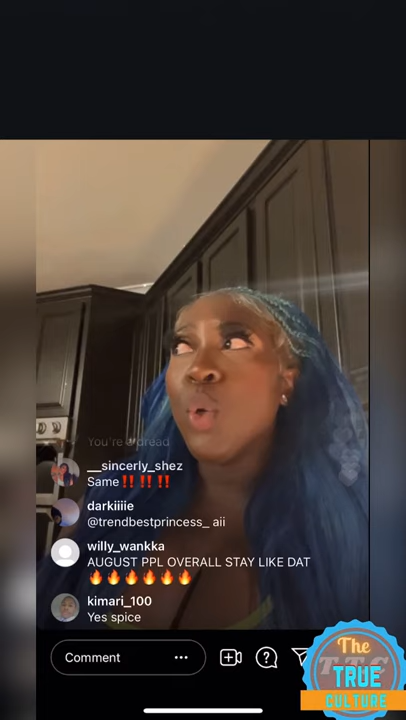 You're a dread
__sincerly_shez
Same‼️‼️‼️
darkiiiie
@trendbestprincess_ aii
willy_wankka
AUGUST PPL OVERALL STAY LIKE DAT
🔥🔥🔥🔥🔥🔥
kimari_100
Yes spice
Comment
The
T.T.C
TRUE
CULTURE